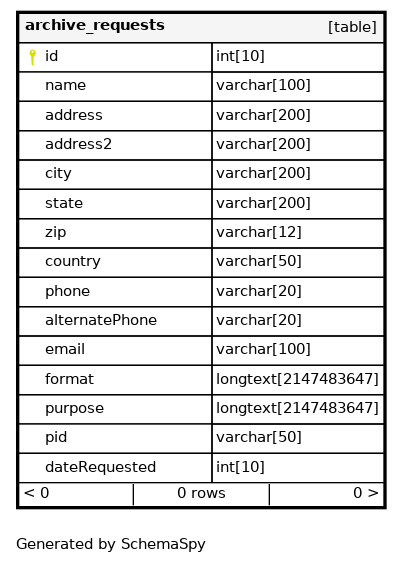 archive_requests [table]
id int[10]
name varchar[100]
address varchar[200]
address2 varchar[200]
city varchar[200]
state varchar[200]
zip varchar[12]
country varchar[50]
phone varchar[20]
alternatePhone varchar[20]
email varchar[100]
format longtext[2147483647]
purpose longtext[2147483647]
pid varchar[50]
dateRequested int[10]
< 0 0 rows 0 >
Generated by SchemaSpy